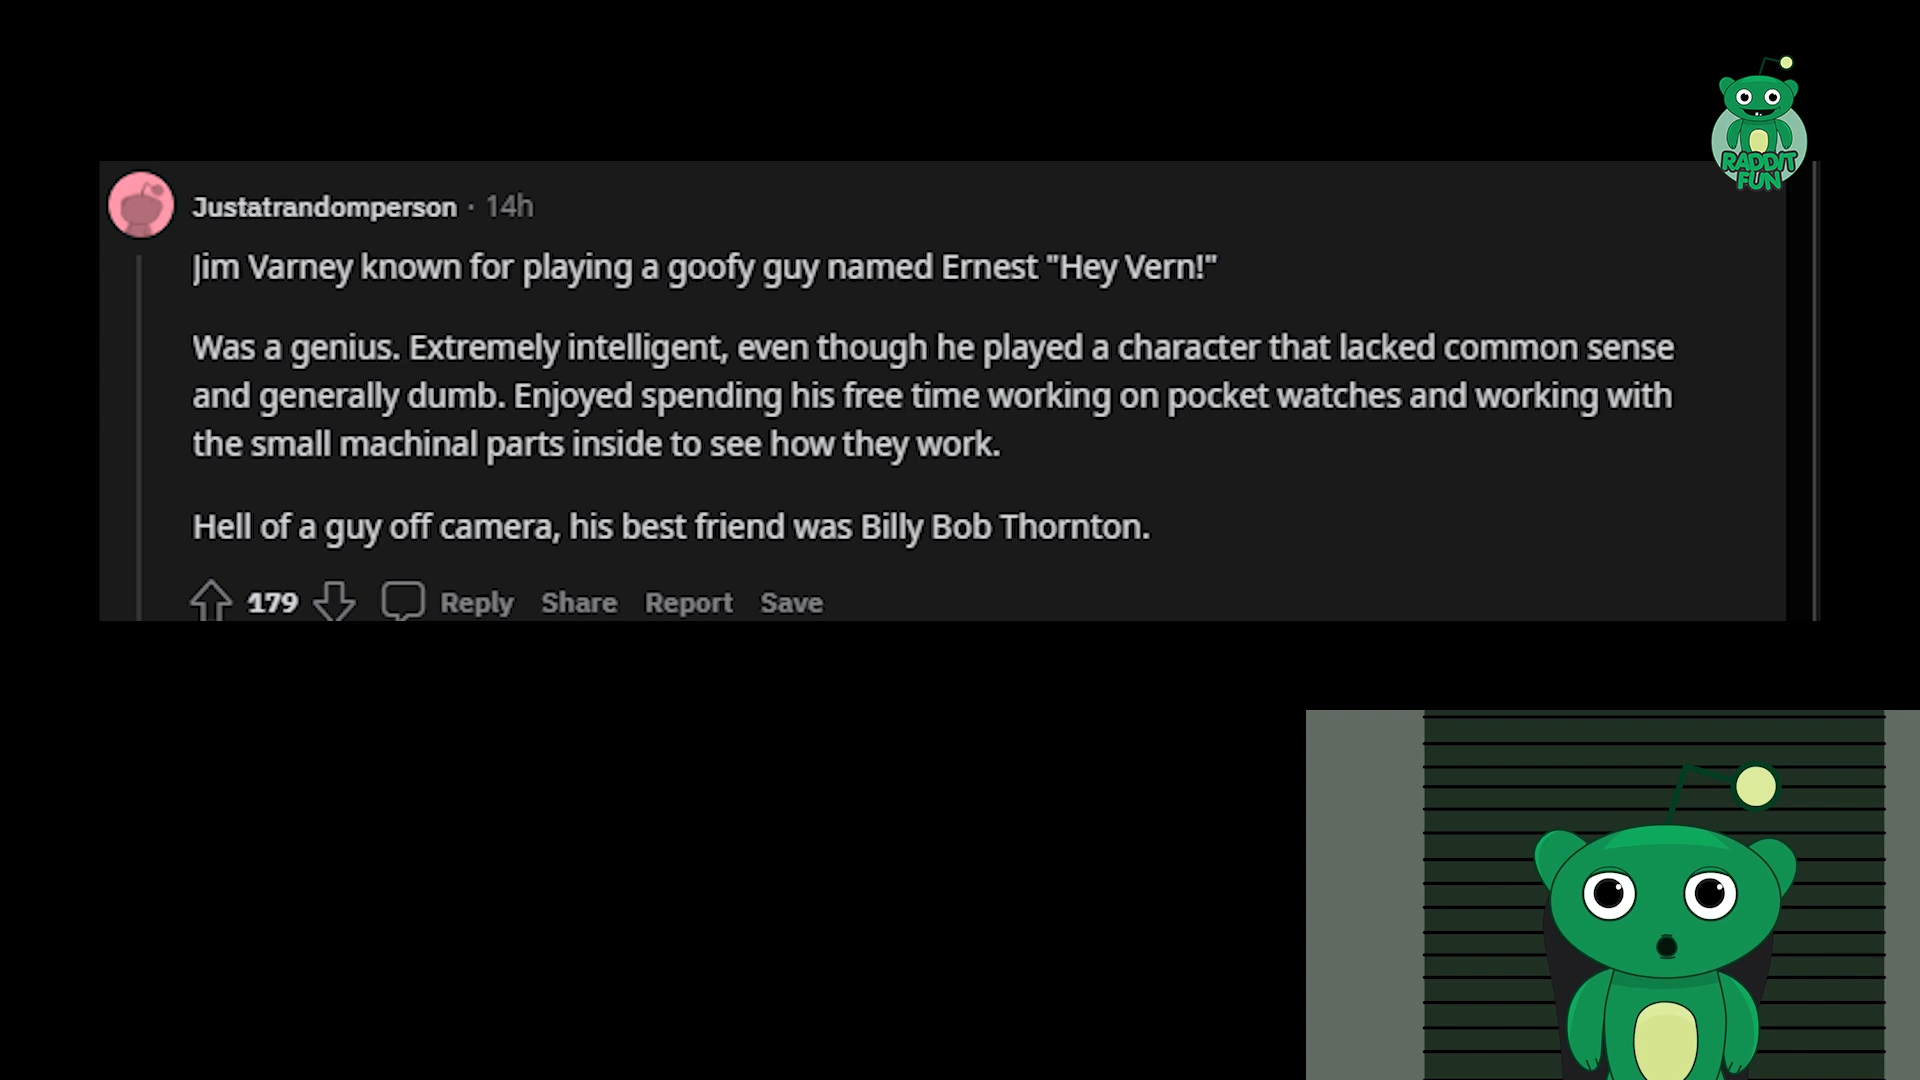 RADDIT
FUN
Justatrandomperson · 14h
Jim Varney known for playing a goofy guy named Ernest "Hey Vern!"
Was a genius. Extremely intelligent, even though he played a character that lacked common sense
and generally dumb. Enjoyed spending his free time working on pocket watches and working with
the small machinal parts inside to see how they work.
Hell of a guy off camera, his best friend was Billy Bob Thornton.
179 Reply Share Report Save